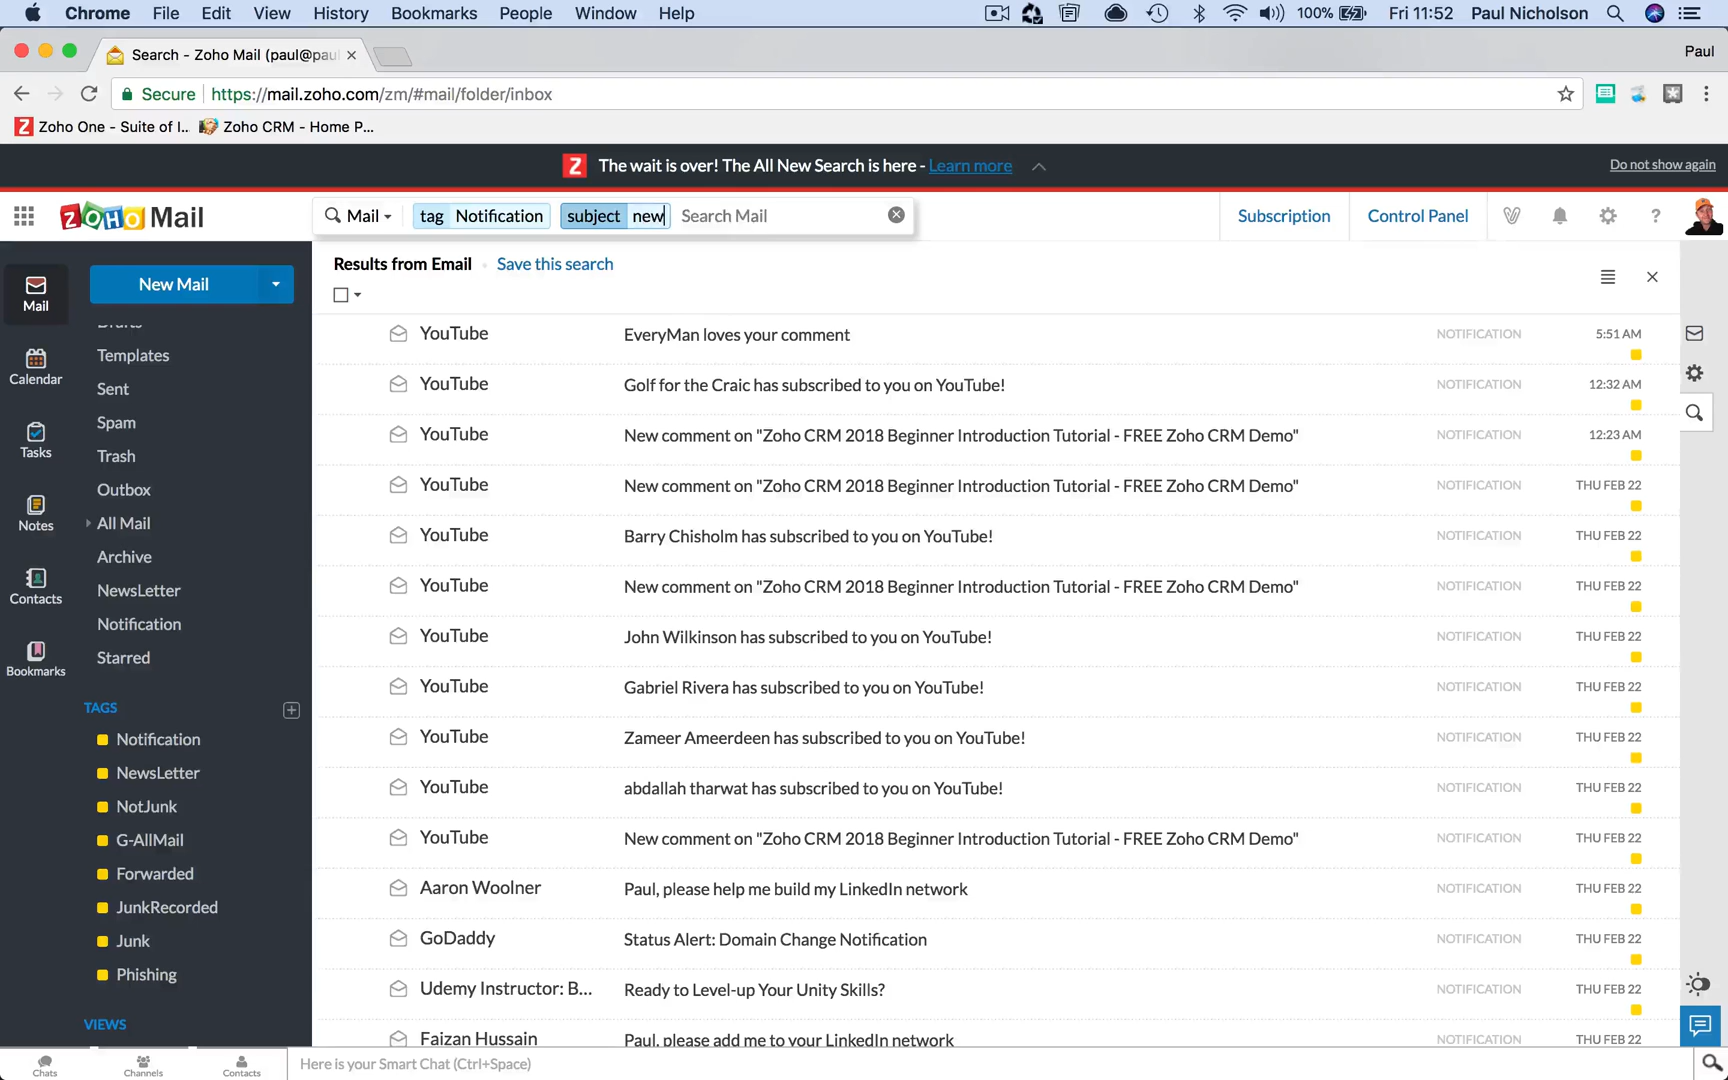 Chrome File Edit View History Bookmarks People Window Help 100% Fri 11:52 Paul Nicholson
Search - Zoho Mail (paul@pau Paul
Secure https://mail.zoho.com/zm/#mail/folder/inbox
Zoho One - Suite of I... Zoho CRM - Home P...
Z The wait is over! The All New Search is here - Learn more Do not show again
ZOHO Mail Mail tag Notification subject new Search Mail Subscription Control Panel ?
Mail
Calendar
Tasks
Notes
Contacts
Bookmarks
New Mail
Drafts
Templates
Sent
Spam
Trash
Outbox
All Mail
Archive
NewsLetter
Notification
Starred
TAGS
Notification
NewsLetter
NotJunk
G-AllMail
Forwarded
JunkRecorded
Junk
Phishing
VIEWS
Results from Email Save this search
YouTube EveryMan loves your comment NOTIFICATION 5:51 AM
YouTube Golf for the Craic has subscribed to you on YouTube! NOTIFICATION 12:32 AM
YouTube New comment on "Zoho CRM 2018 Beginner Introduction Tutorial - FREE Zoho CRM Demo" NOTIFICATION 12:23 AM
YouTube New comment on "Zoho CRM 2018 Beginner Introduction Tutorial - FREE Zoho CRM Demo" NOTIFICATION THU FEB 22
YouTube Barry Chisholm has subscribed to you on YouTube! NOTIFICATION THU FEB 22
YouTube New comment on "Zoho CRM 2018 Beginner Introduction Tutorial - FREE Zoho CRM Demo" NOTIFICATION THU FEB 22
YouTube John Wilkinson has subscribed to you on YouTube! NOTIFICATION THU FEB 22
YouTube Gabriel Rivera has subscribed to you on YouTube! NOTIFICATION THU FEB 22
YouTube Zameer Ameerdeen has subscribed to you on YouTube! NOTIFICATION THU FEB 22
YouTube abdallah tharwat has subscribed to you on YouTube! NOTIFICATION THU FEB 22
YouTube New comment on "Zoho CRM 2018 Beginner Introduction Tutorial - FREE Zoho CRM Demo" NOTIFICATION THU FEB 22
Aaron Woolner Paul, please help me build my LinkedIn network NOTIFICATION THU FEB 22
GoDaddy Status Alert: Domain Change Notification NOTIFICATION THU FEB 22
Udemy Instructor: B... Ready to Level-up Your Unity Skills? NOTIFICATION THU FEB 22
Faizan Hussain Paul, please add me to your LinkedIn network NOTIFICATION THU FEB 22
Chats Channels Contacts Here is your Smart Chat (Ctrl+Space)